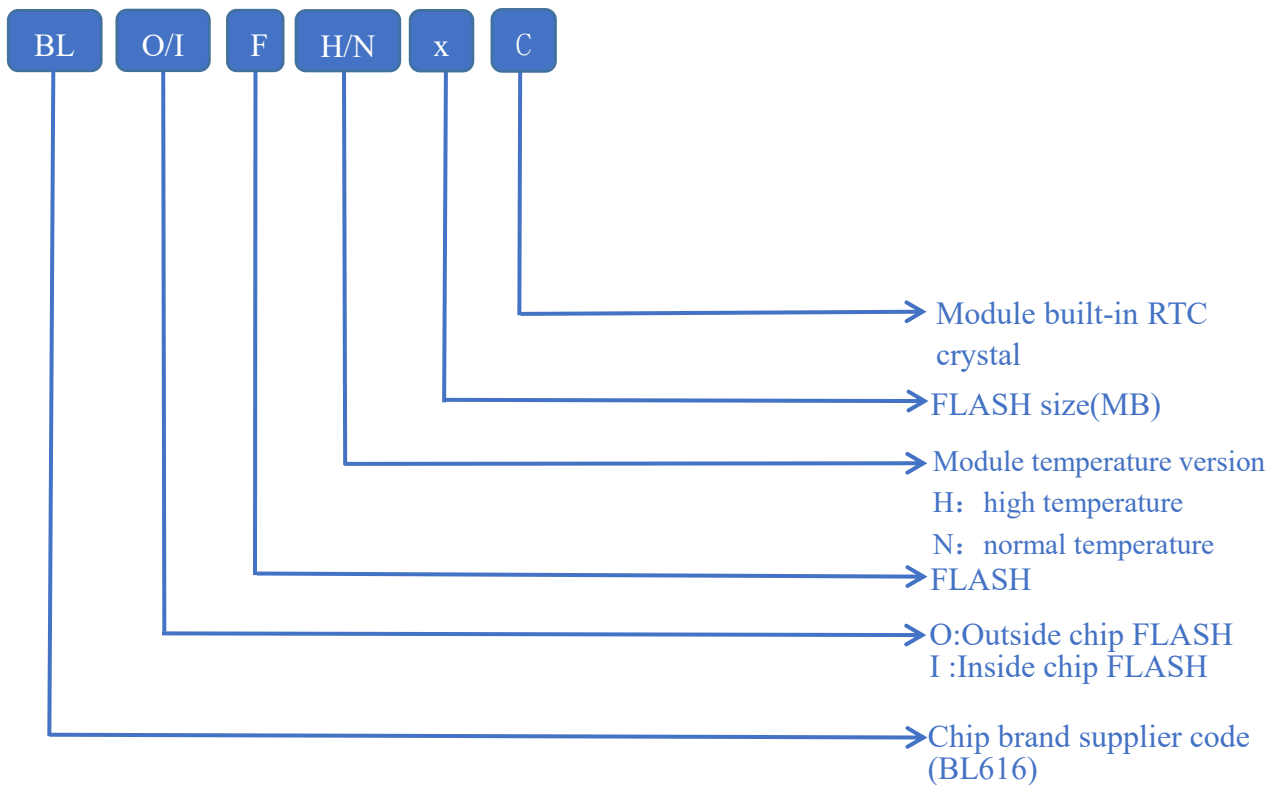 BL O/I F H/N x C
Module built-in RTC
crystal
FLASH size(MB)
Module temperature version
H： high temperature
N： normal temperature
FLASH
O:Outside chip FLASH
I :Inside chip FLASH
Chip brand supplier code
(BL616)